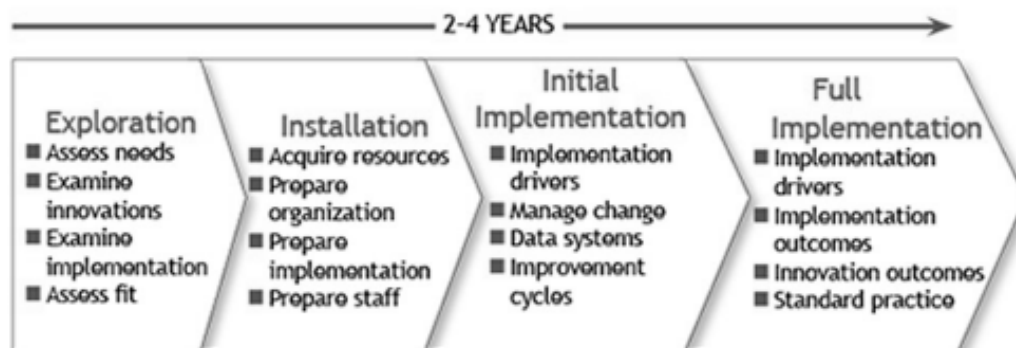 2-4 YEARS
Exploration
■ Assess needs
■ Examine
innovations
■ Examine
implementation
■ Assess fit
Installation
■ Acquire resources
■ Prepare
organization
■ Prepare
implementation
■ Prepare staff
Initial
Implementation
■ Implementation
drivers
■ Manage change
■ Data systems
■ Improvement
cycles
Full
Implementation
■ Implementation
drivers
■ Implementation
outcomes
■ Innovation outcomes
■ Standard practice